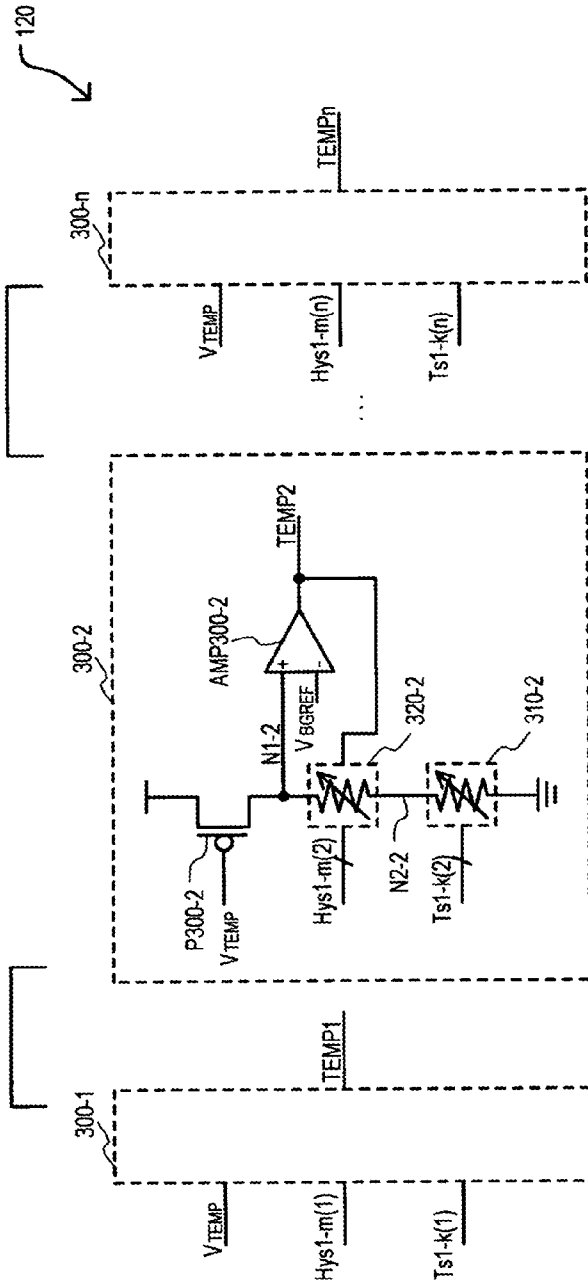 120
300-1
VTEMP
Hys1-m(1)
Ts1-k(1)
TEMP1
300-2
P300-2
VTEMP
N1-2
AMP300-2
+
-
VBGREF
TEMP2
Hys1-m(2)
320-2
N2-2
Ts1-k(2)
310-2
...
300-n
VTEMP
Hys1-m(n)
Ts1-k(n)
TEMPn